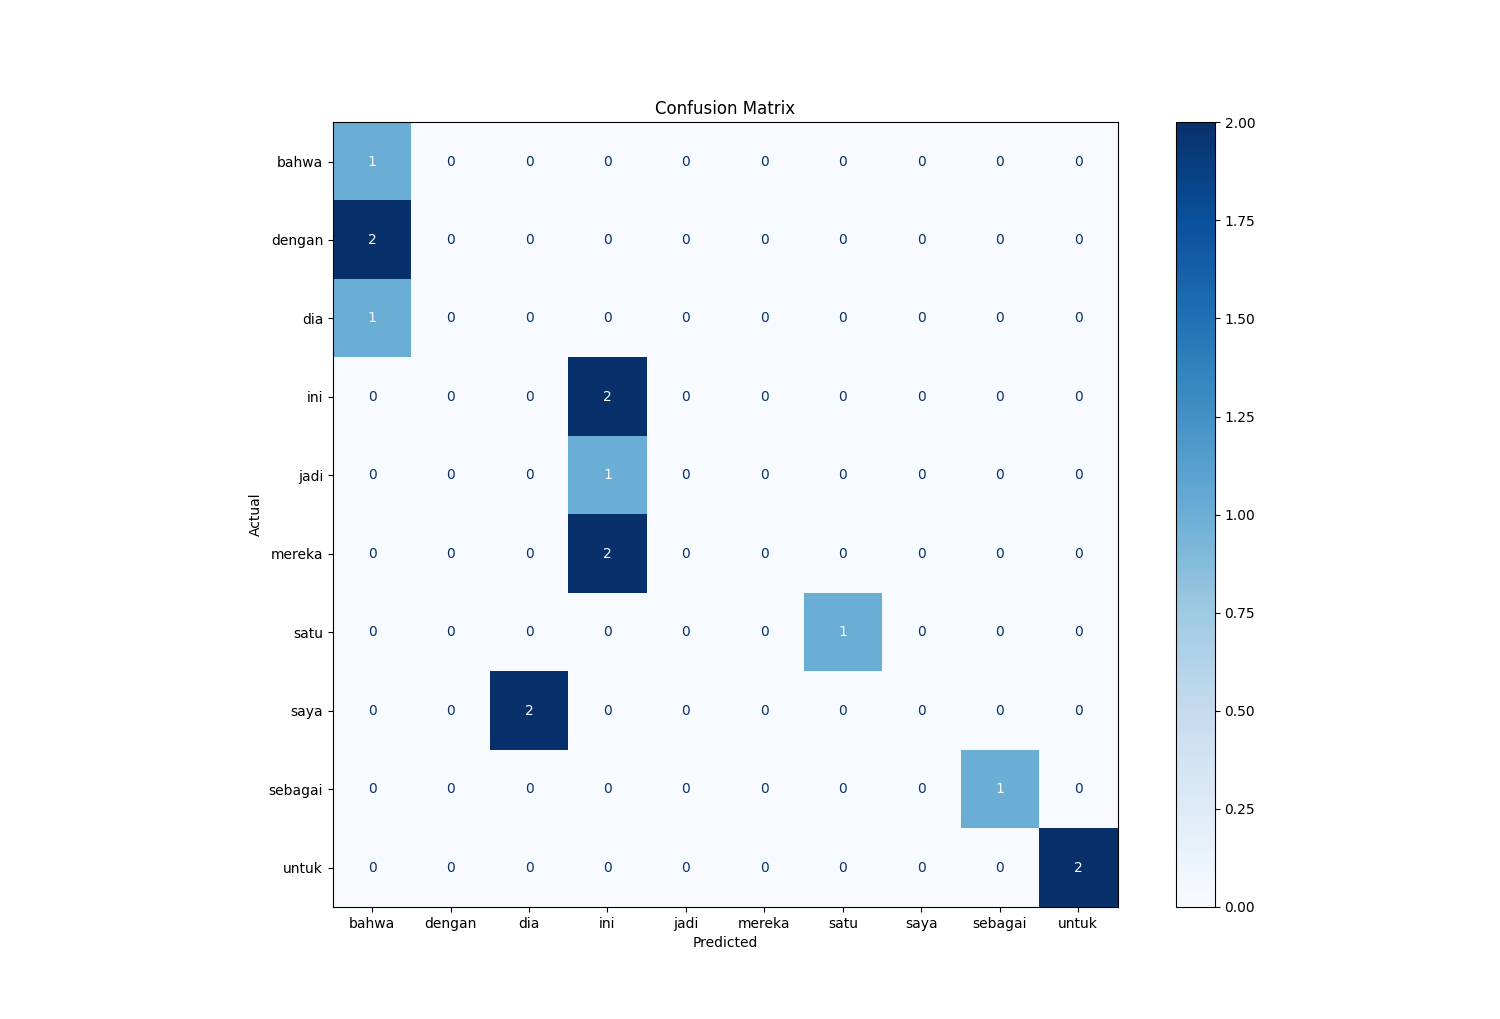 Confusion Matrix
bahwa 1 0 0 0 0 0 0 0 0 0
dengan 2 0 0 0 0 0 0 0 0 0
dia 1 0 0 0 0 0 0 0 0 0
ini 0 0 0 2 0 0 0 0 0 0
jadi 0 0 0 1 0 0 0 0 0 0
mereka 0 0 0 2 0 0 0 0 0 0
satu 0 0 0 0 0 0 1 0 0 0
saya 0 0 2 0 0 0 0 0 0 0
sebagai 0 0 0 0 0 0 0 0 1 0
untuk 0 0 0 0 0 0 0 0 0 2
bahwa dengan dia ini jadi mereka satu saya sebagai untuk
Predicted
Actual
2.00
1.75
1.50
1.25
1.00
0.75
0.50
0.25
0.00